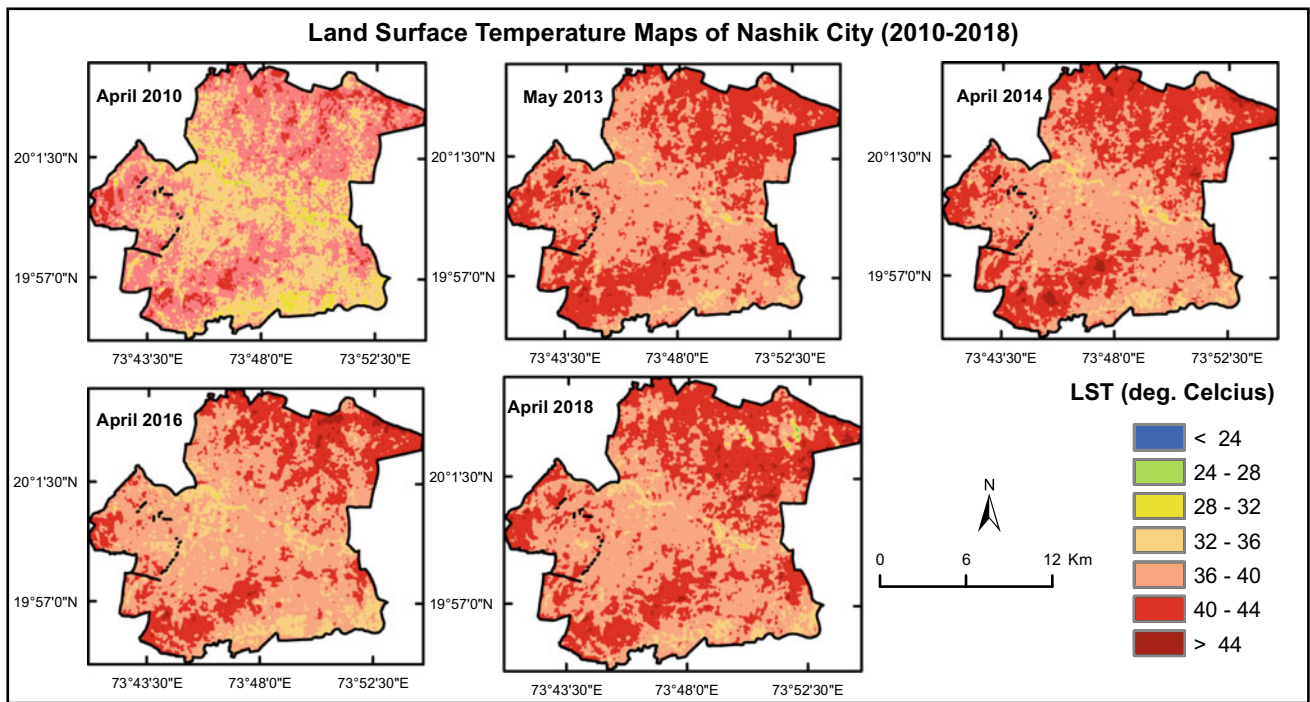 Land Surface Temperature Maps of Nashik City (2010-2018)
April 2010
May 2013
April 2014
20°1'30"N
20°1'30"N
20°1'30"N
19°57'0"N
19°57'0"N
19°57'0"N
73°43'30"E 73°48'0"E 73°52'30"E
73°43'30"E 73°48'0"E 73°52'30"E
73°43'30"E 73°48'0"E 73°52'30"E
April 2016
April 2018
20°1'30"N
20°1'30"N
19°57'0"N
19°57'0"N
73°43'30"E 73°48'0"E 73°52'30"E
73°43'30"E 73°48'0"E 73°52'30"E
N
0 6 12 Km
LST (deg. Celcius)
< 24
24 - 28
28 - 32
32 - 36
36 - 40
40 - 44
> 44